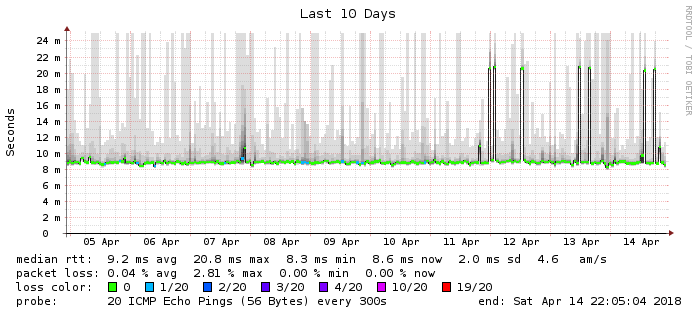 Last 10 Days
RRDTOOL / TOBI OETIKER
Seconds
24 m
22 m
20 m
18 m
16 m
14 m
12 m
10 m
8 m
6 m
4 m
2 m
0
05 Apr 06 Apr 07 Apr 08 Apr 09 Apr 10 Apr 11 Apr 12 Apr 13 Apr 14 Apr
median rtt: 9.2 ms avg 20.8 ms max 8.3 ms min 8.6 ms now 2.0 ms sd 4.6 am/s
packet loss: 0.04 % avg 2.81 % max 0.00 % min 0.00 % now
loss color: 0 1/20 2/20 3/20 4/20 10/20 19/20
probe: 20 ICMP Echo Pings (56 Bytes) every 300s end: Sat Apr 14 22:05:04 2018